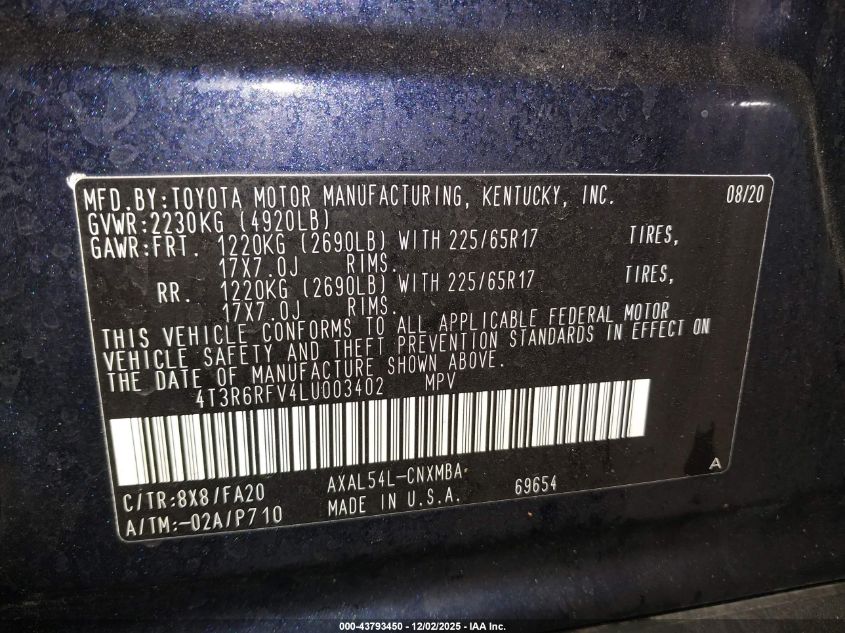 MFD.BY:TOYOTA MOTOR MANUFACTURING, KENTUCKY, INC. 08/20
GVWR:2230KG (4920LB)
GAWR:FRT. 1220KG (2690LB) WITH 225/65R17 TIRES,
17X7.0J RIMS.
RR. 1220KG (2690LB) WITH 225/65R17 TIRES,
17X7.0J RIMS.
THIS VEHICLE CONFORMS TO ALL APPLICABLE FEDERAL MOTOR
VEHICLE SAFETY AND THEFT PREVENTION STANDARDS IN EFFECT ON
THE DATE OF MANUFACTURE SHOWN ABOVE.
4T3R6RFV4LU003402 MPV
A
C/TR:8X8/FA20 AXAL54L-CNXMBA 69654
A/TM:-02A/P710 MADE IN U.S.A.
000-43793450 - 12/02/2025 - IAA Inc.